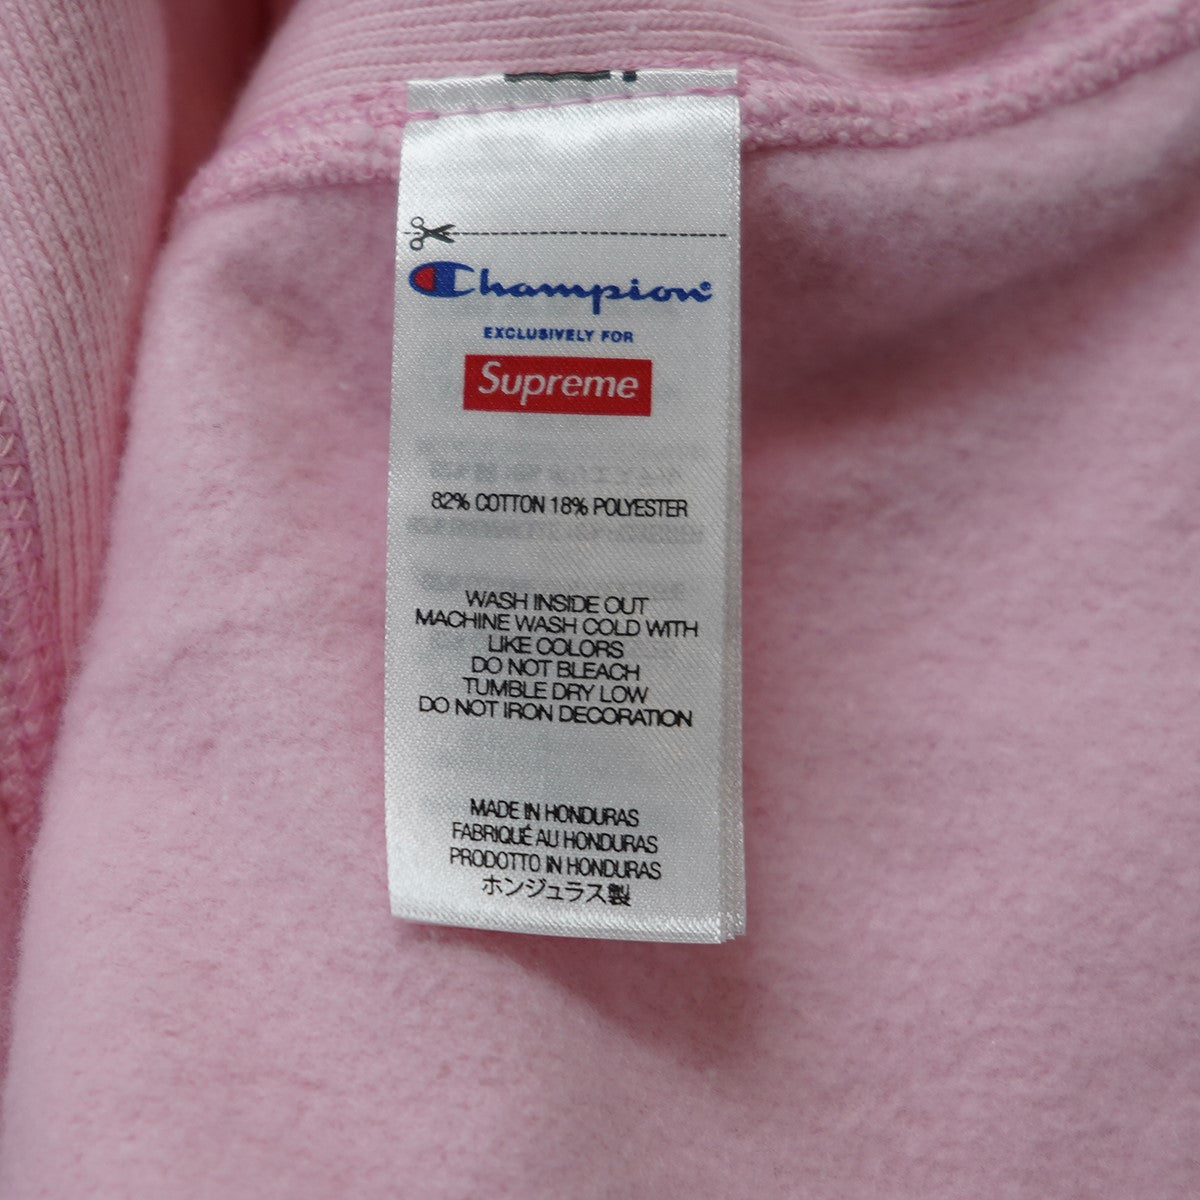 Champion
EXCLUSIVELY FOR
Supreme
82% COTTON 18% POLYESTER
WASH INSIDE OUT
MACHINE WASH COLD WITH
LIKE COLORS
DO NOT BLEACH
TUMBLE DRY LOW
DO NOT IRON DECORATION
MADE IN HONDURAS
FABRIQUÉ AU HONDURAS
PRODOTTO IN HONDURAS
ホンジュラス製